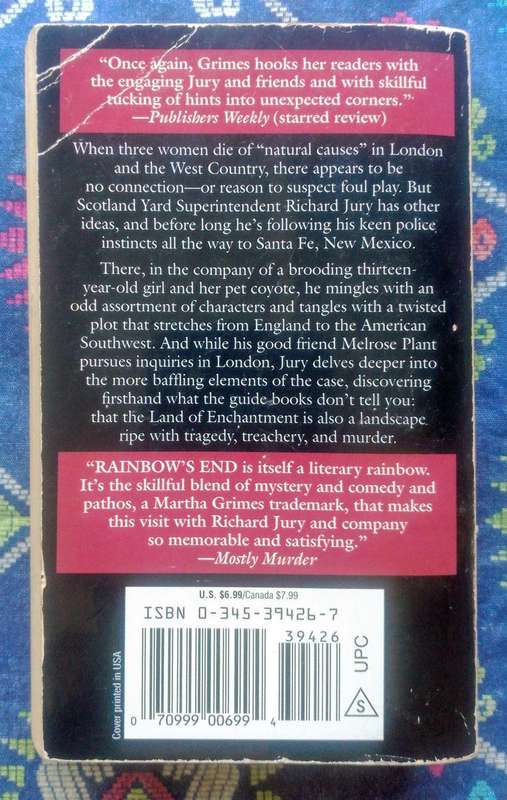 “Once again, Grimes hooks her readers with
the engaging Jury and friends and with skillful
tucking of hints into unexpected corners.”
—Publishers Weekly (starred review)
When three women die of “natural causes” in London
and the West Country, there appears to be
no connection—or reason to suspect foul play. But
Scotland Yard Superintendent Richard Jury has other
ideas, and before long he’s following his keen police
instincts all the way to Santa Fe, New Mexico.
There, in the company of a brooding thirteen-
year-old girl and her pet coyote, he mingles with an
odd assortment of characters and tangles with a twisted
plot that stretches from England to the American
Southwest. And while his good friend Melrose Plant
pursues inquiries in London, Jury delves deeper into
the more baffling elements of the case, discovering
firsthand what the guide books don’t tell you:
that the Land of Enchantment is also a landscape
ripe with tragedy, treachery, and murder.
“RAINBOW’S END is itself a literary rainbow.
It’s the skillful blend of mystery and comedy and
pathos, a Martha Grimes trademark, that makes
this visit with Richard Jury and company
so memorable and satisfying.”
—Mostly Murder
U.S. $6.99/Canada $7.99
ISBN 0-345-39426-7
39426
0 70999 00699 4
UPC
S
Cover printed in USA